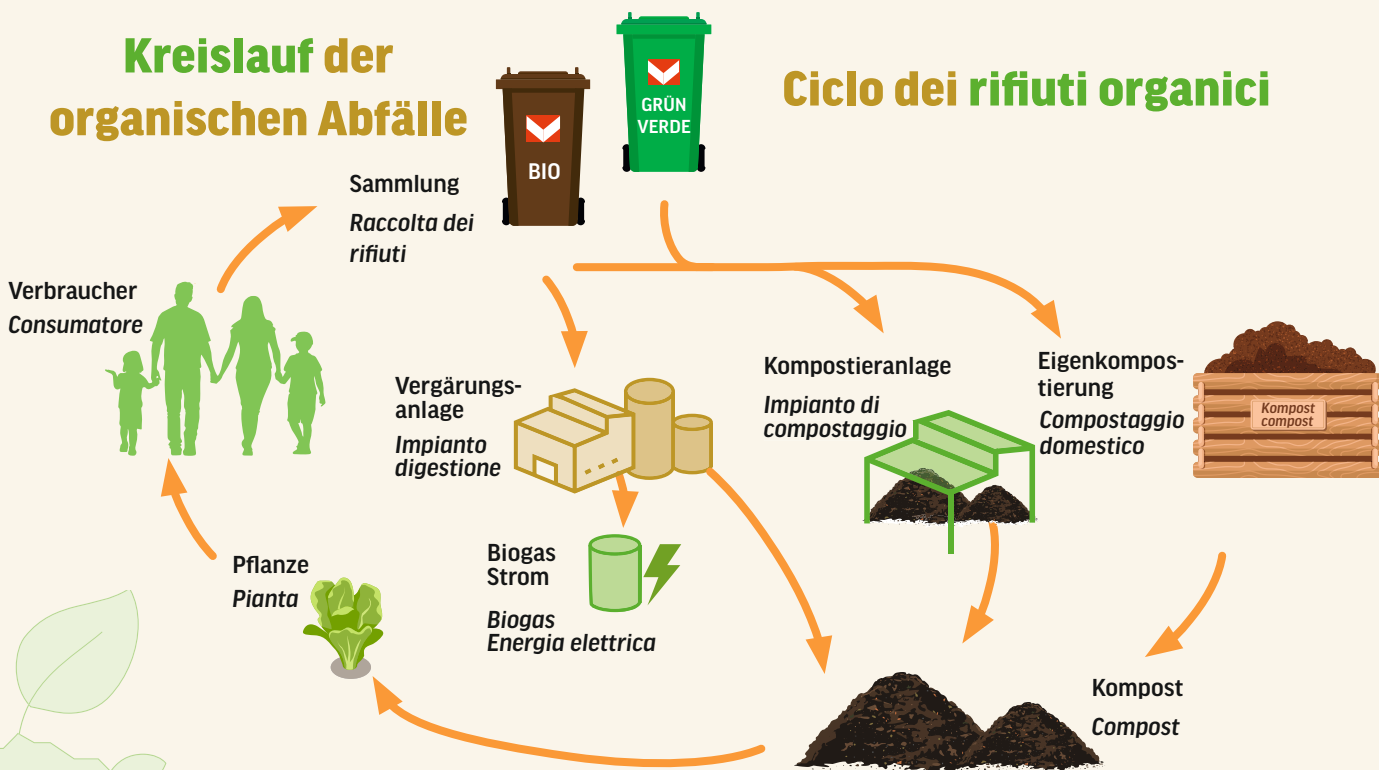 Kreislauf der
organischen Abfälle
Ciclo dei rifiuti organici
BIO
GRÜN
VERDE
Sammlung
Raccolta dei
rifiuti
Verbraucher
Consumatore
Vergärungs-
anlage
Impianto
digestione
Kompostieranlage
Impianto di
compostaggio
Eigenkompos-
tierung
Compostaggio
domestico
Kompost
compost
Biogas
Strom
Biogas
Energia elettrica
Pflanze
Pianta
Kompost
Compost